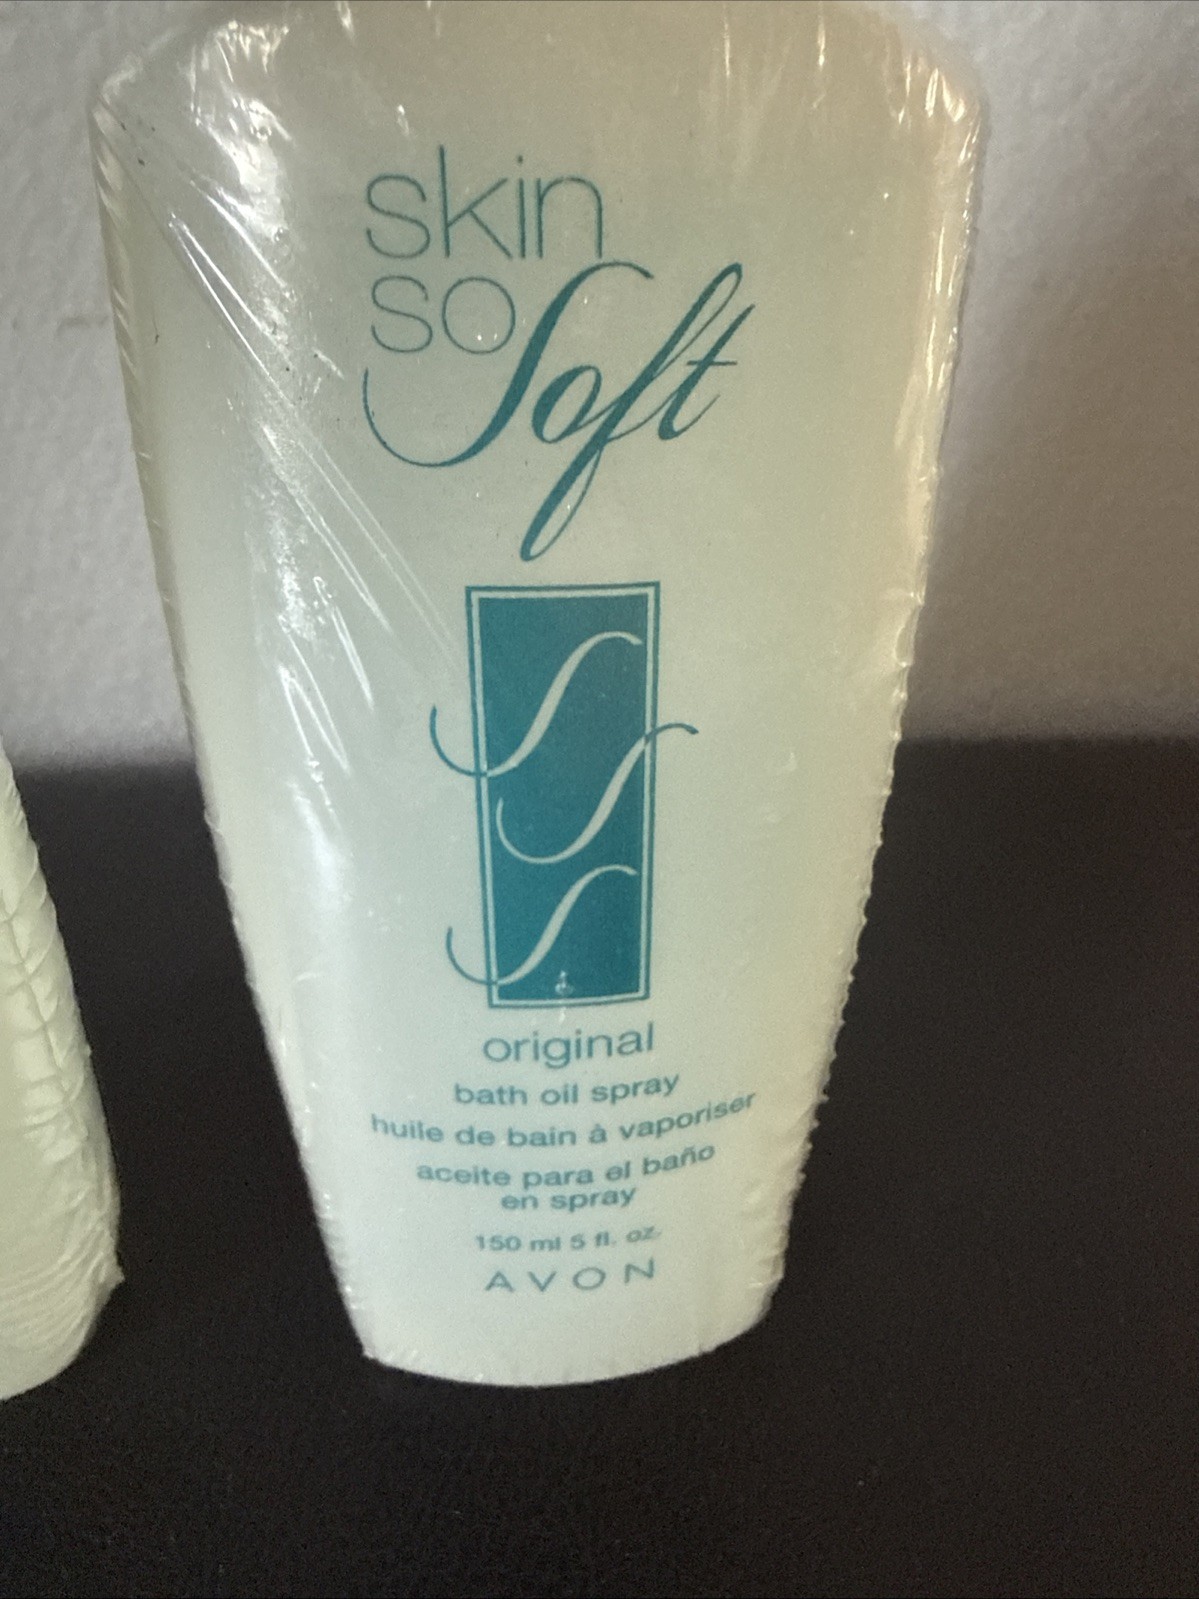 skin
so Soft
original
bath oil spray
huile de bain à vaporiser
aceite para el baño
en spray
150 ml 5 fl. oz.
AVON